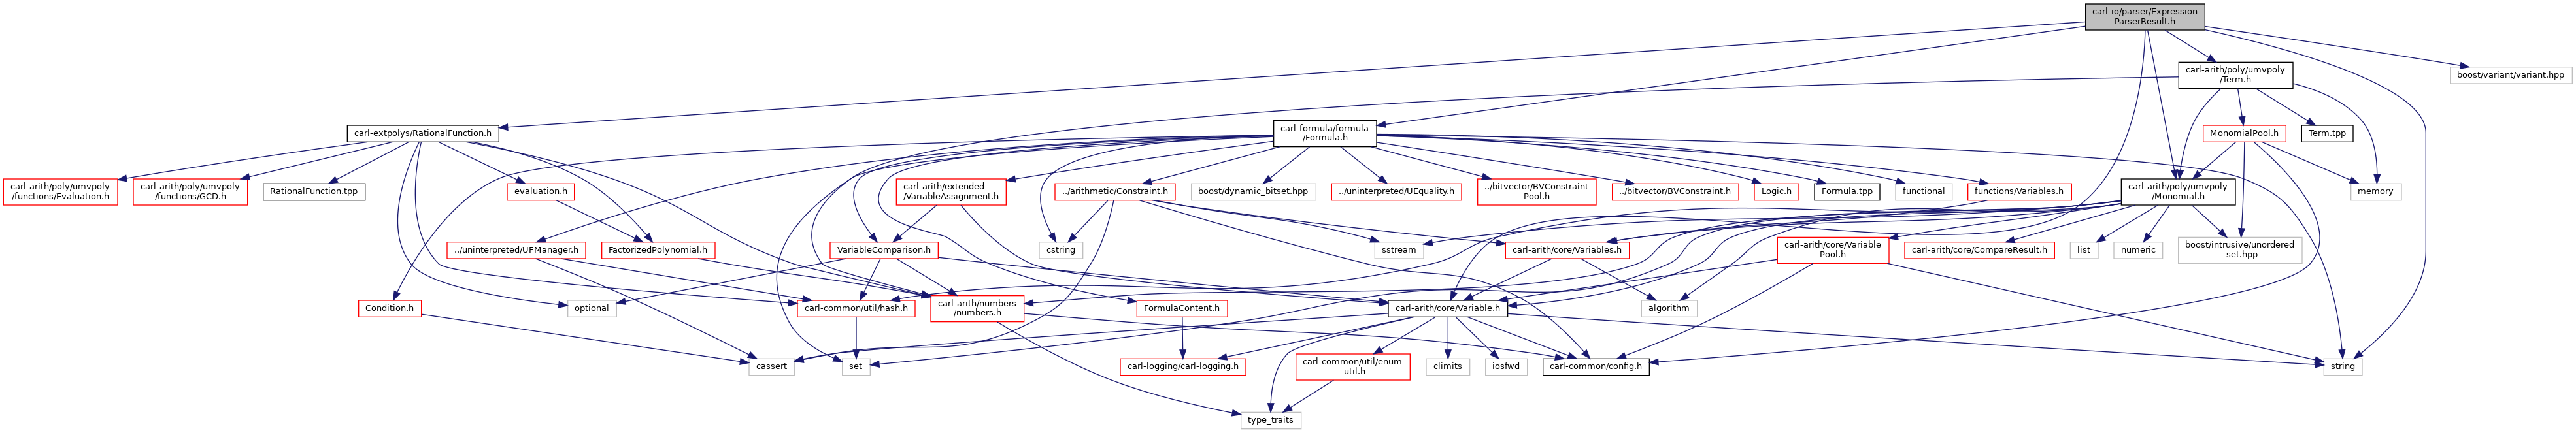 carl-io/parser/Expression
ParserResult.h
carl-arith/poly/umvpoly
/Term.h
boost/variant/variant.hpp
carl-extpolys/RationalFunction.h
carl-formula/formula
/Formula.h
MonomialPool.h
Term.tpp
carl-arith/poly/umvpoly
/functions/Evaluation.h
carl-arith/poly/umvpoly
/functions/GCD.h
RationalFunction.tpp
evaluation.h
carl-arith/extended
/VariableAssignment.h
../arithmetic/Constraint.h
boost/dynamic_bitset.hpp
../uninterpreted/UEquality.h
../bitvector/BVConstraint
Pool.h
../bitvector/BVConstraint.h
Logic.h
Formula.tpp
functional
functions/Variables.h
carl-arith/poly/umvpoly
/Monomial.h
memory
../uninterpreted/UFManager.h
FactorizedPolynomial.h
VariableComparison.h
cstring
sstream
carl-arith/core/Variables.h
carl-arith/core/Variable
Pool.h
carl-arith/core/CompareResult.h
list
numeric
boost/intrusive/unordered
_set.hpp
Condition.h
optional
carl-common/util/hash.h
carl-arith/numbers
/numbers.h
FormulaContent.h
carl-arith/core/Variable.h
algorithm
cassert
set
carl-logging/carl-logging.h
carl-common/util/enum
_util.h
climits
iosfwd
carl-common/config.h
string
type_traits